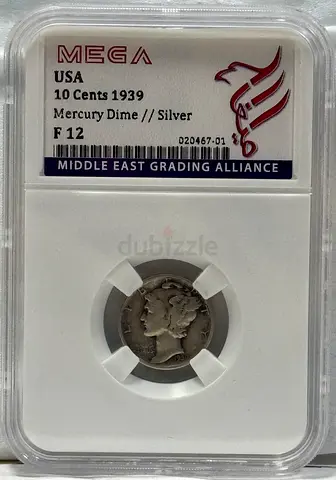 MEGA
USA
10 Cents 1939
Mercury Dime // Silver
F 12
020467-01
MIDDLE EAST GRADING ALLIANCE
dubizzle